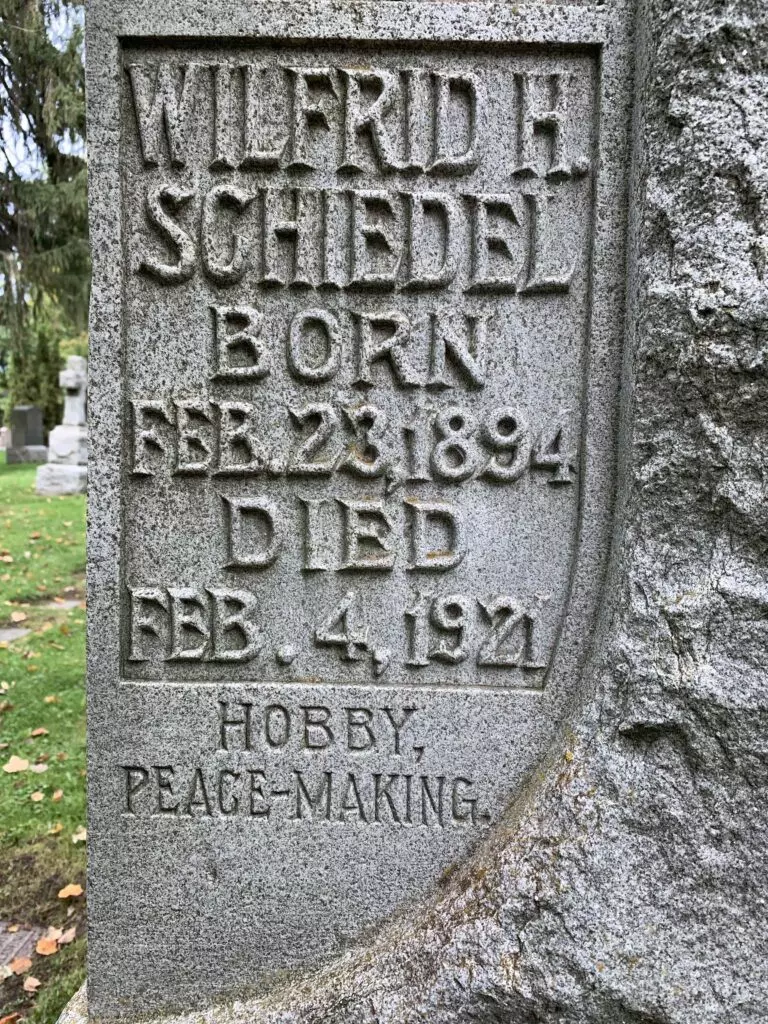 WILFRID H.
SCHIEDEL
BORN
FEB. 23, 1894
DIED
FEB. 4, 1921
HOBBY,
PEACE-MAKING.